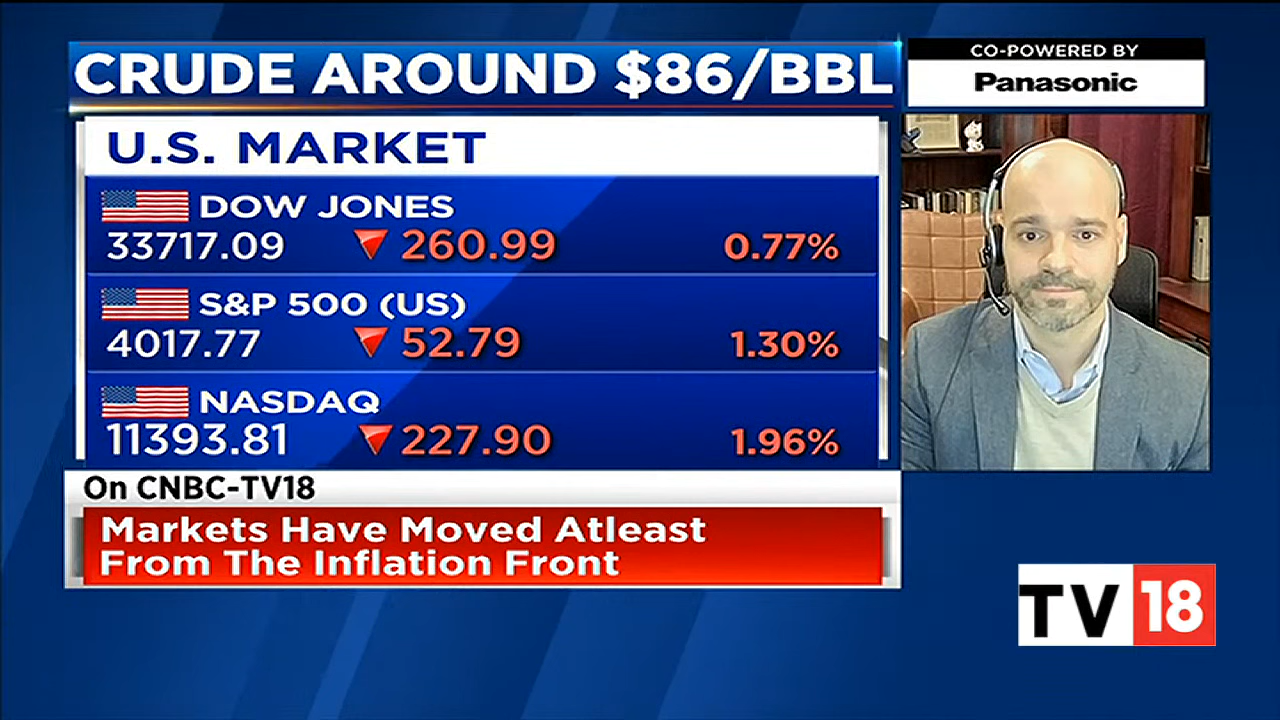 CRUDE AROUND $86/BBL
CO-POWERED BY
Panasonic
U.S. MARKET
DOW JONES
33717.09 ▼ 260.99 0.77%
S&P 500 (US)
4017.77 ▼ 52.79 1.30%
NASDAQ
11393.81 ▼ 227.90 1.96%
On CNBC-TV18
Markets Have Moved Atleast
From The Inflation Front
TV18